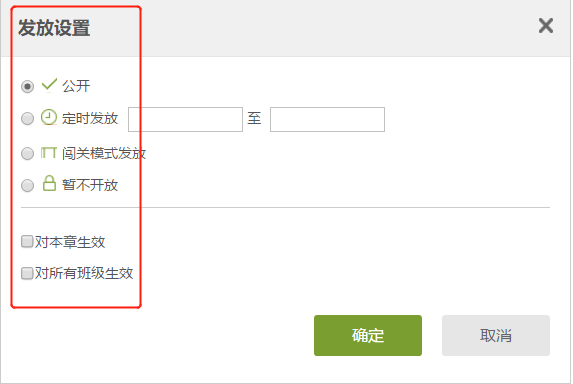 发放设置
公开
定时发放 至
闯关模式发放
暂不开放
对本章生效
对所有班级生效
确定 取消